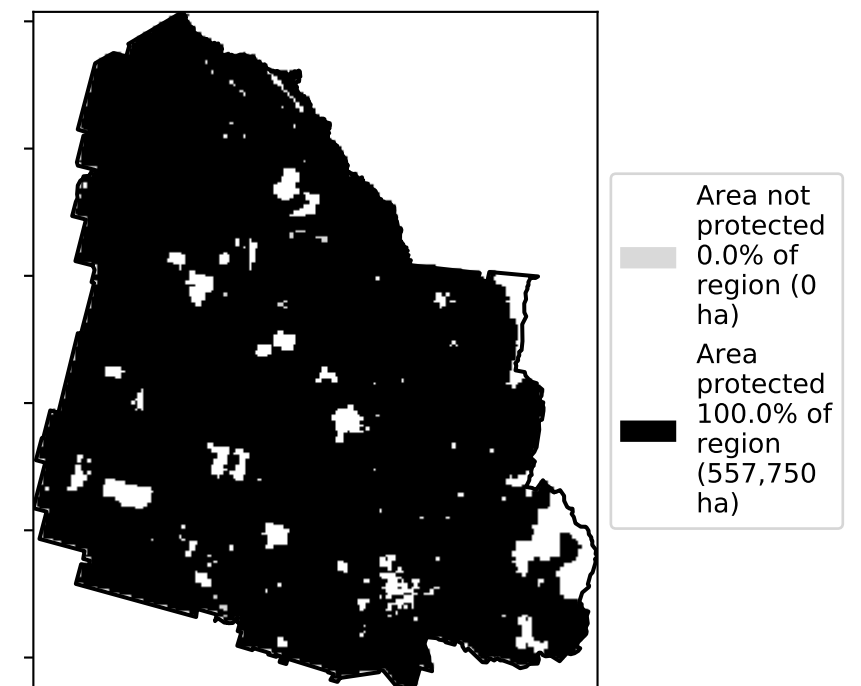 Area not
protected
0.0% of
region (0
ha)
Area
protected
100.0% of
region
(557,750
ha)